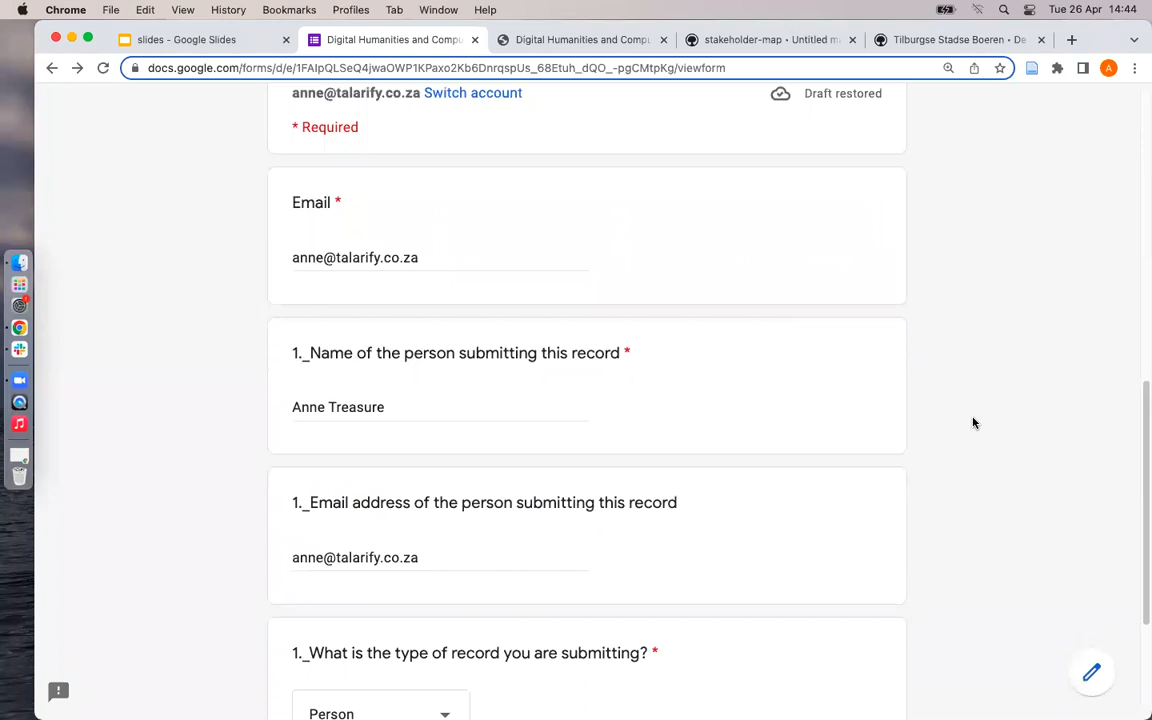 Chrome File Edit View History Bookmarks Profiles Tab Window Help Tue 26 Apr 14:44
slides - Google Slides Digital Humanities and Compu Digital Humanities and Compu stakeholder-map • Untitled m Tilburgse Stadse Boeren • De
docs.google.com/forms/d/e/1FAIpQLSeQ4jwaOWP1KPaxo2Kb6DnrqspUs_68Etuh_dQO_-pgCMtpKg/viewform A
anne@talarify.co.za Switch account Draft restored
* Required
Email *
anne@talarify.co.za
1._Name of the person submitting this record *
Anne Treasure
1._Email address of the person submitting this record
anne@talarify.co.za
1._What is the type of record you are submitting? *
Person